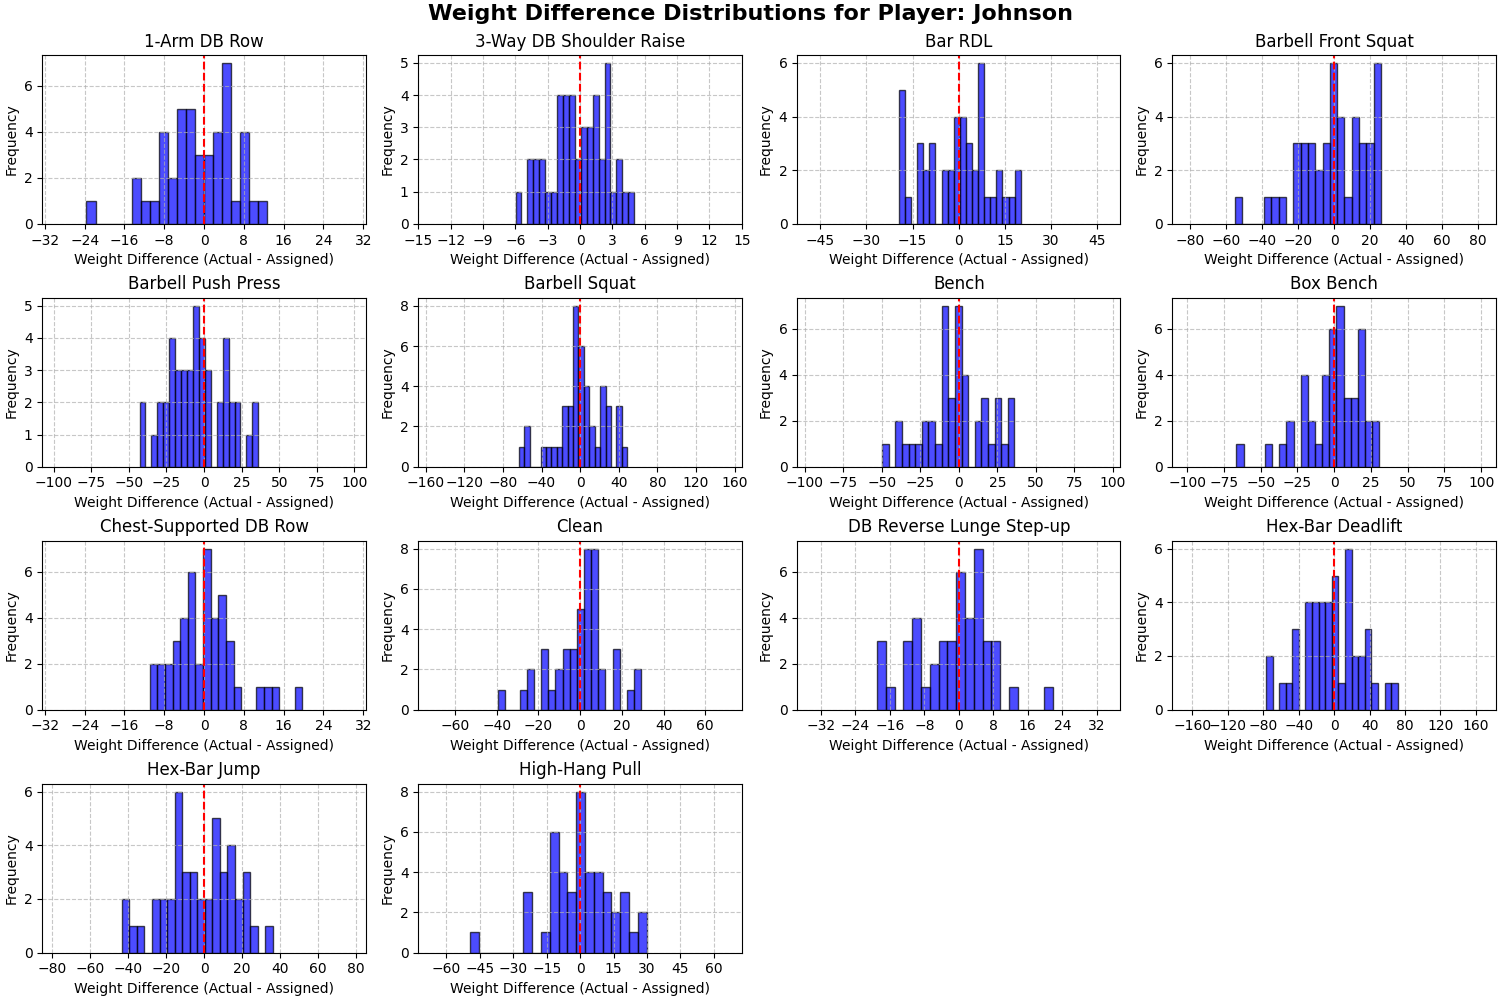 Weight Difference Distributions for Player: Johnson
1-Arm DB Row
Frequency
0
2
4
6
−32 −24 −16 −8 0 8 16 24 32
Weight Difference (Actual - Assigned)
3-Way DB Shoulder Raise
Frequency
0
1
2
3
4
5
−15 −12 −9 −6 −3 0 3 6 9 12 15
Weight Difference (Actual - Assigned)
Bar RDL
Frequency
0
2
4
6
−45 −30 −15 0 15 30 45
Weight Difference (Actual - Assigned)
Barbell Front Squat
Frequency
0
2
4
6
−80 −60 −40 −20 0 20 40 60 80
Weight Difference (Actual - Assigned)
Barbell Push Press
Frequency
0
1
2
3
4
5
−100 −75 −50 −25 0 25 50 75 100
Weight Difference (Actual - Assigned)
Barbell Squat
Frequency
0
2
4
6
8
−160 −120 −80 −40 0 40 80 120 160
Weight Difference (Actual - Assigned)
Bench
Frequency
0
2
4
6
−100 −75 −50 −25 0 25 50 75 100
Weight Difference (Actual - Assigned)
Box Bench
Frequency
0
2
4
6
−100 −75 −50 −25 0 25 50 75 100
Weight Difference (Actual - Assigned)
Chest-Supported DB Row
Frequency
0
2
4
6
−32 −24 −16 −8 0 8 16 24 32
Weight Difference (Actual - Assigned)
Clean
Frequency
0
2
4
6
8
−60 −40 −20 0 20 40 60
Weight Difference (Actual - Assigned)
DB Reverse Lunge Step-up
Frequency
0
2
4
6
−32 −24 −16 −8 0 8 16 24 32
Weight Difference (Actual - Assigned)
Hex-Bar Deadlift
Frequency
0
2
4
6
−160 −120 −80 −40 0 40 80 120 160
Weight Difference (Actual - Assigned)
Hex-Bar Jump
Frequency
0
2
4
6
−80 −60 −40 −20 0 20 40 60 80
Weight Difference (Actual - Assigned)
High-Hang Pull
Frequency
0
2
4
6
8
−60 −45 −30 −15 0 15 30 45 60
Weight Difference (Actual - Assigned)